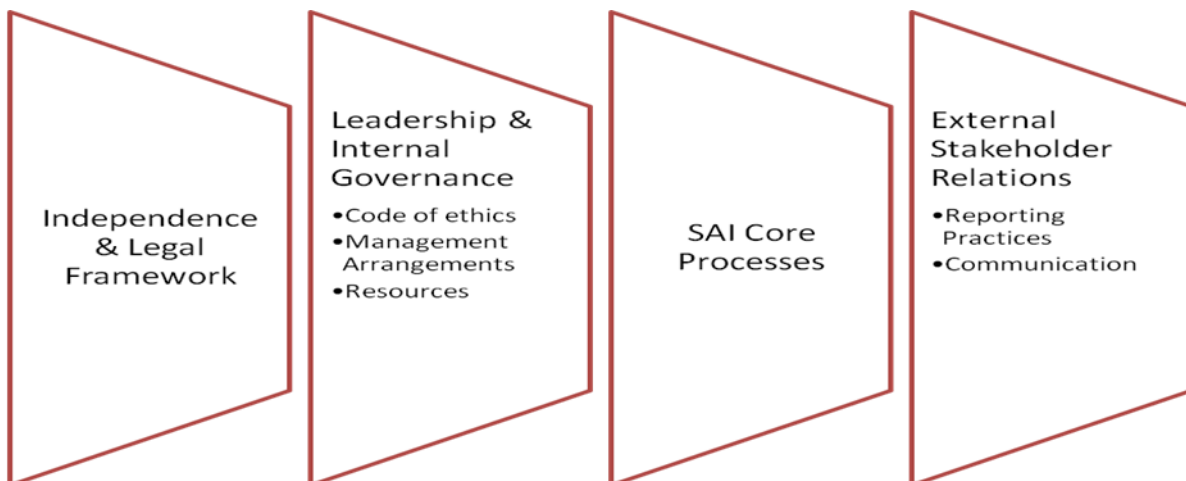 Independence
& Legal
Framework
Leadership &
Internal
Governance
•Code of ethics
•Management
Arrangements
•Resources
SAI Core
Processes
External
Stakeholder
Relations
•Reporting
Practices
•Communication